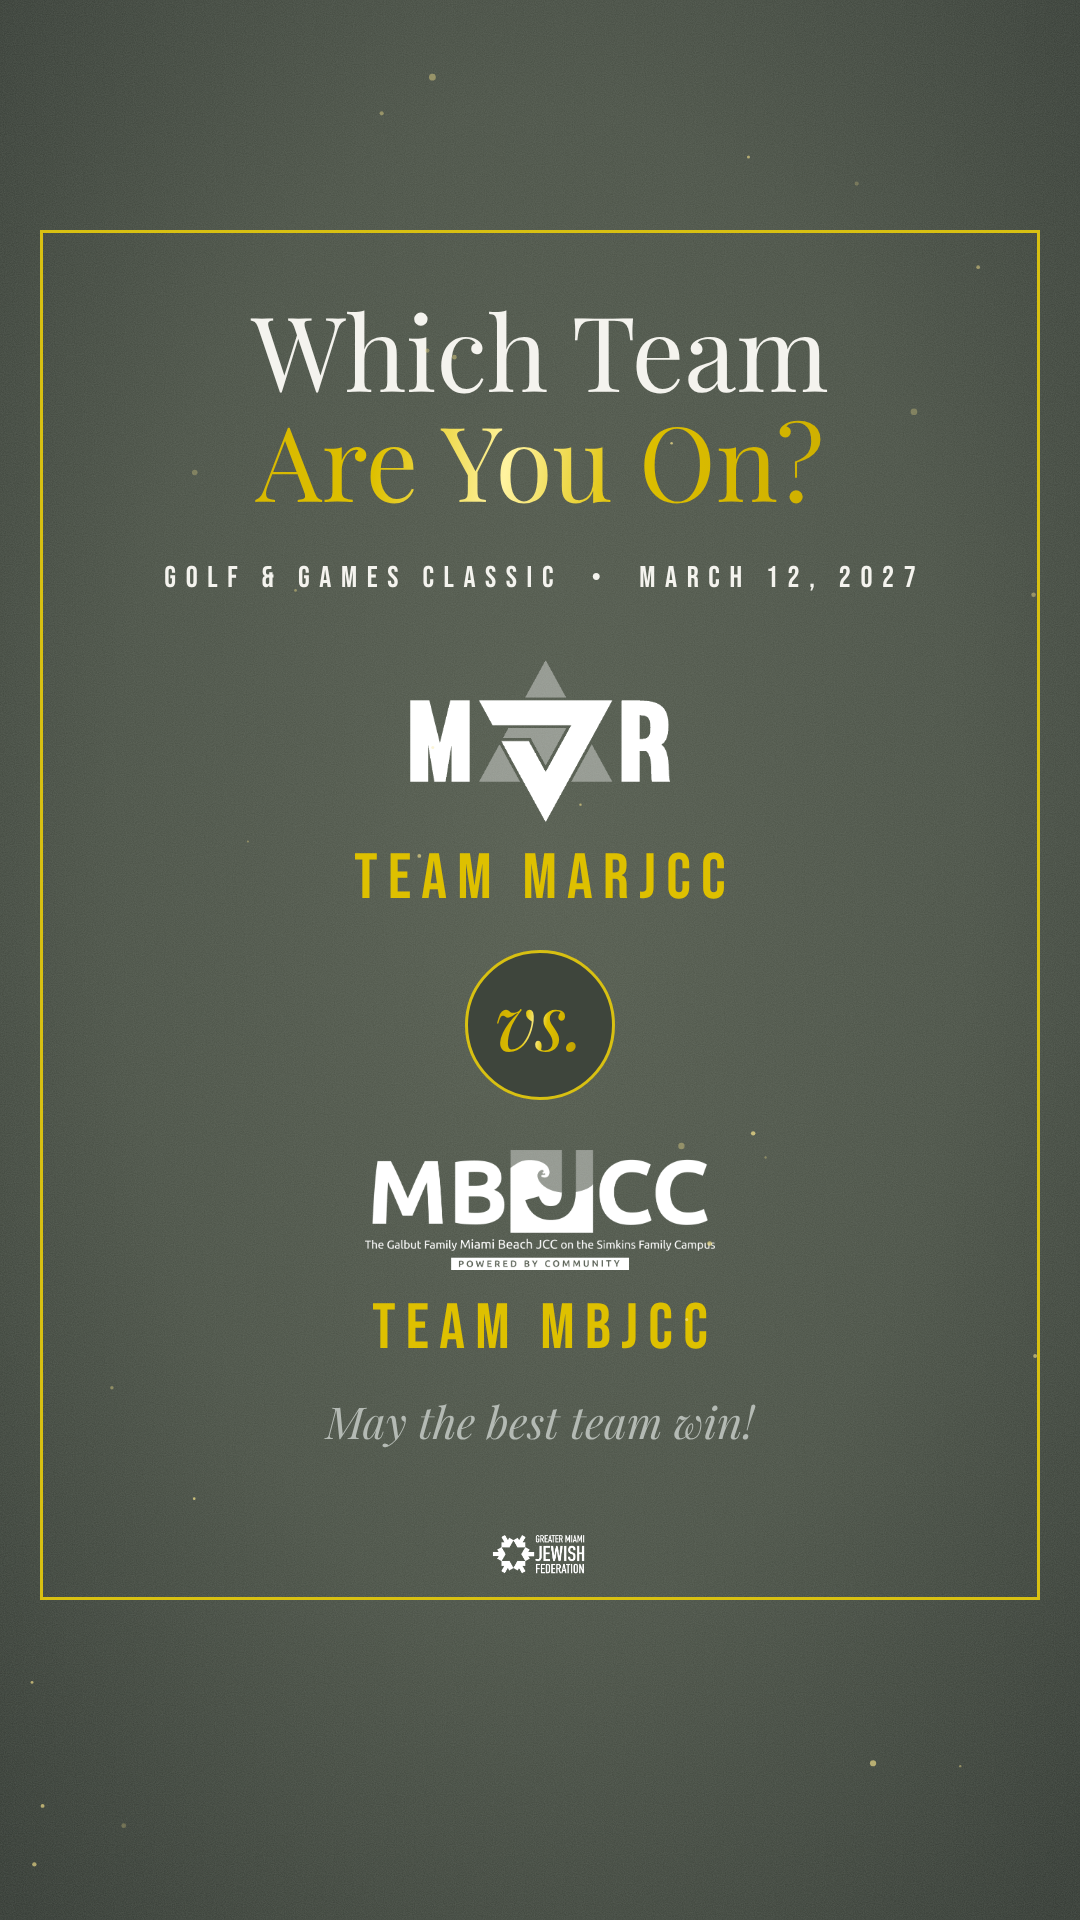 Which Team
Are You On?
GOLF & GAMES CLASSIC • MARCH 12, 2027
MAR
TEAM MARJCC
vs.
MBJCC
The Galbut Family Miami Beach JCC on the Simkins Family Campus
POWERED BY COMMUNITY
TEAM MBJCC
May the best team win!
GREATER MIAMI
JEWISH
FEDERATION